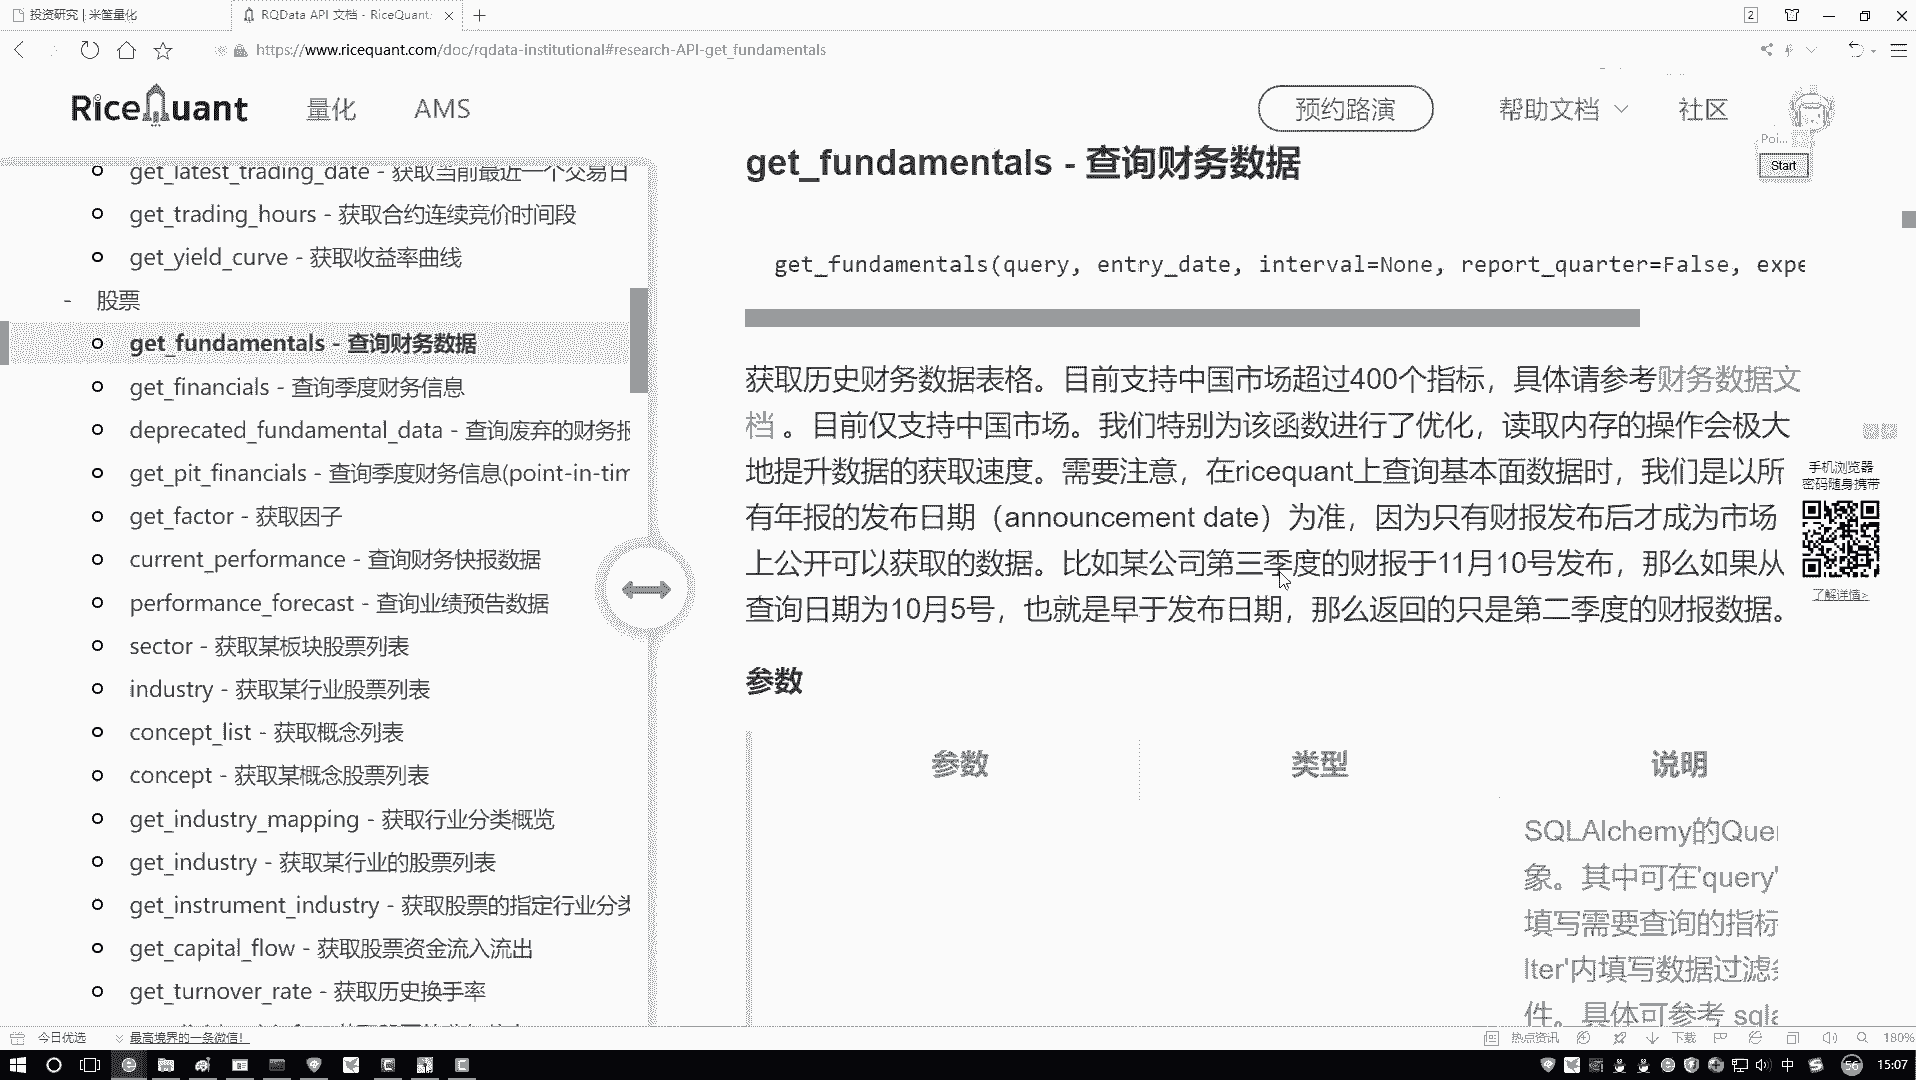 投资研究 | 米筐量化
RQData API 文档 - RiceQuant
2
https://www.ricequant.com/doc/rqdata-institutional#research-API-get_fundamentals
RiceQuant
量化
AMS
预约路演
帮助文档
社区
Poi...
Start
get_latest_trading_date - 获取当前最近一个交易日
get_trading_hours - 获取合约连续竞价时间段
get_yield_curve - 获取收益率曲线
- 股票
get_fundamentals - 查询财务数据
get_financials - 查询季度财务信息
deprecated_fundamental_data - 查询废弃的财务报
get_pit_financials - 查询季度财务信息(point-in-tim
get_factor - 获取因子
current_performance - 查询财务快报数据
performance_forecast - 查询业绩预告数据
sector - 获取某板块股票列表
industry - 获取某行业股票列表
concept_list - 获取概念列表
concept - 获取某概念股票列表
get_industry_mapping - 获取行业分类概览
get_industry - 获取某行业的股票列表
get_instrument_industry - 获取股票的指定行业分类
get_capital_flow - 获取股票资金流入流出
get_turnover_rate - 获取历史换手率
get_fundamentals - 查询财务数据
get_fundamentals(query, entry_date, interval=None, report_quarter=False, expe
获取历史财务数据表格。目前支持中国市场超过400个指标，具体请参考财务数据文
档 。目前仅支持中国市场。我们特别为该函数进行了优化，读取内存的操作会极大
地提升数据的获取速度。需要注意，在ricequant上查询基本面数据时，我们是以所
有年报的发布日期（announcement date）为准，因为只有财报发布后才成为市场
上公开可以获取的数据。比如某公司第三季度的财报于11月10号发布，那么如果从
查询日期为10月5号，也就是早于发布日期，那么返回的只是第二季度的财报数据。
参数
参数
类型
说明
SQLAlchemy的Que
象。其中可在'query'
填写需要查询的指标
lter'内填写数据过滤条
件。具体可参考 sqla
手机浏览器
密码随身携带
了解详情>
今日优选
最高境界的一条微信！
热点资讯
下载
180%
中
56
15:07